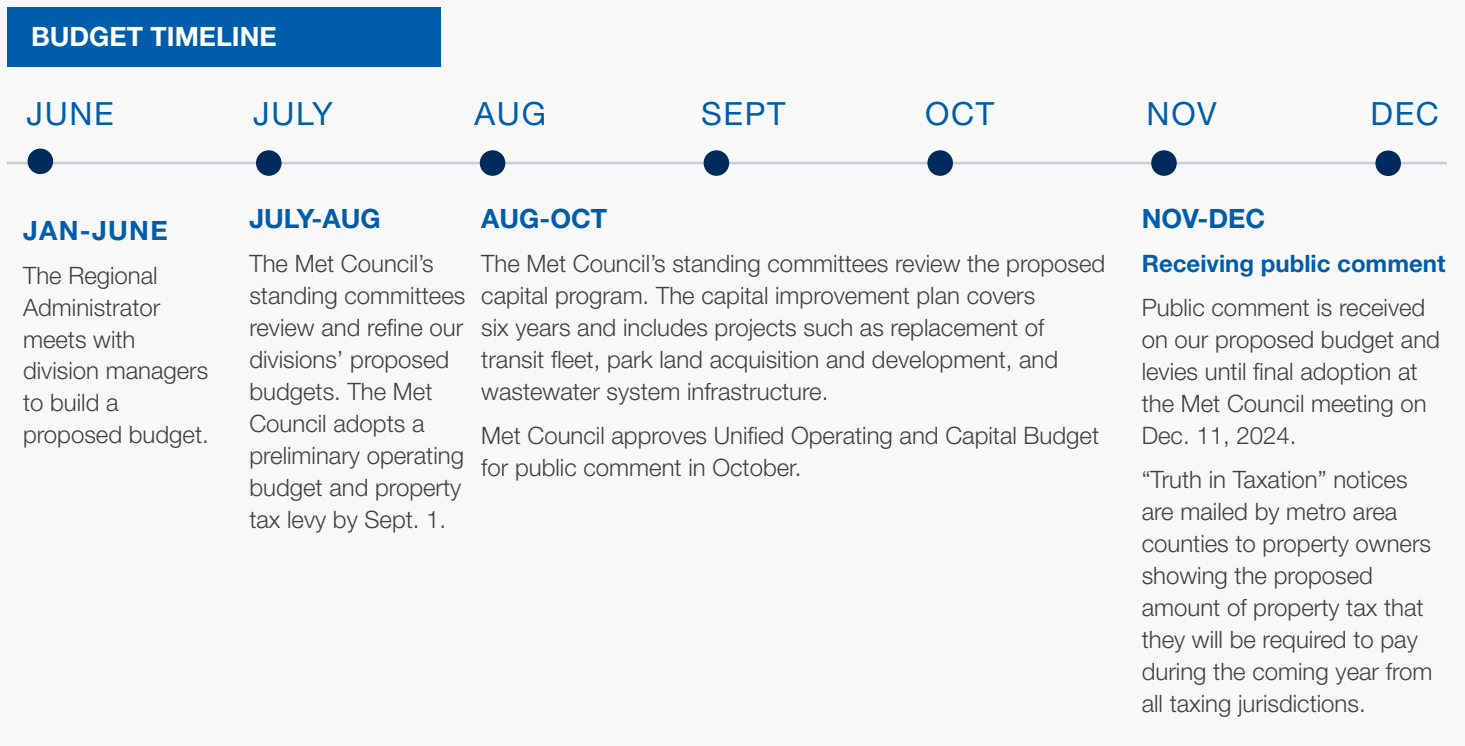 BUDGET TIMELINE
JUNE
JULY
AUG
SEPT
OCT
NOV
DEC
JAN-JUNE
The Regional
Administrator
meets with
division managers
to build a
proposed budget.
JULY-AUG
The Met Council’s
standing committees
review and refine our
divisions’ proposed
budgets. The Met
Council adopts a
preliminary operating
budget and property
tax levy by Sept. 1.
AUG-OCT
The Met Council’s standing committees review the proposed
capital program. The capital improvement plan covers
six years and includes projects such as replacement of
transit fleet, park land acquisition and development, and
wastewater system infrastructure.
Met Council approves Unified Operating and Capital Budget
for public comment in October.
NOV-DEC
Receiving public comment
Public comment is received
on our proposed budget and
levies until final adoption at
the Met Council meeting on
Dec. 11, 2024.
“Truth in Taxation” notices
are mailed by metro area
counties to property owners
showing the proposed
amount of property tax that
they will be required to pay
during the coming year from
all taxing jurisdictions.